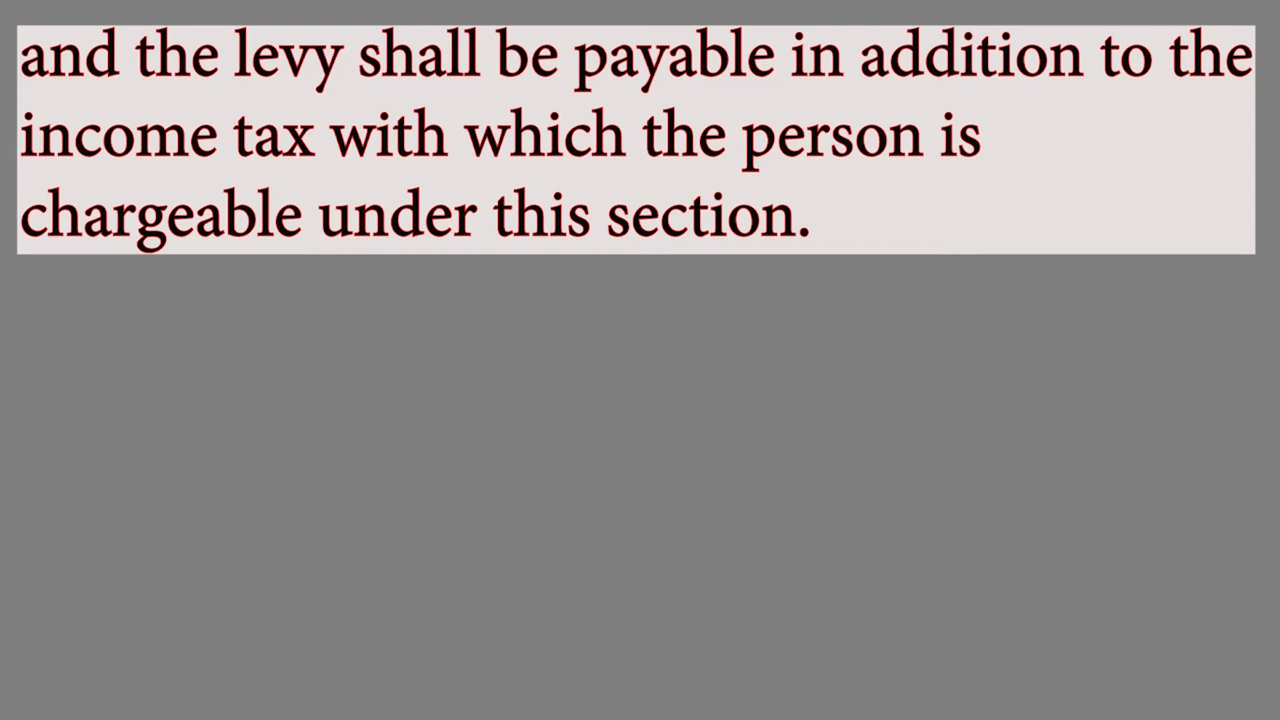 and the levy shall be payable in addition to the
income tax with which the person is
chargeable under this section.